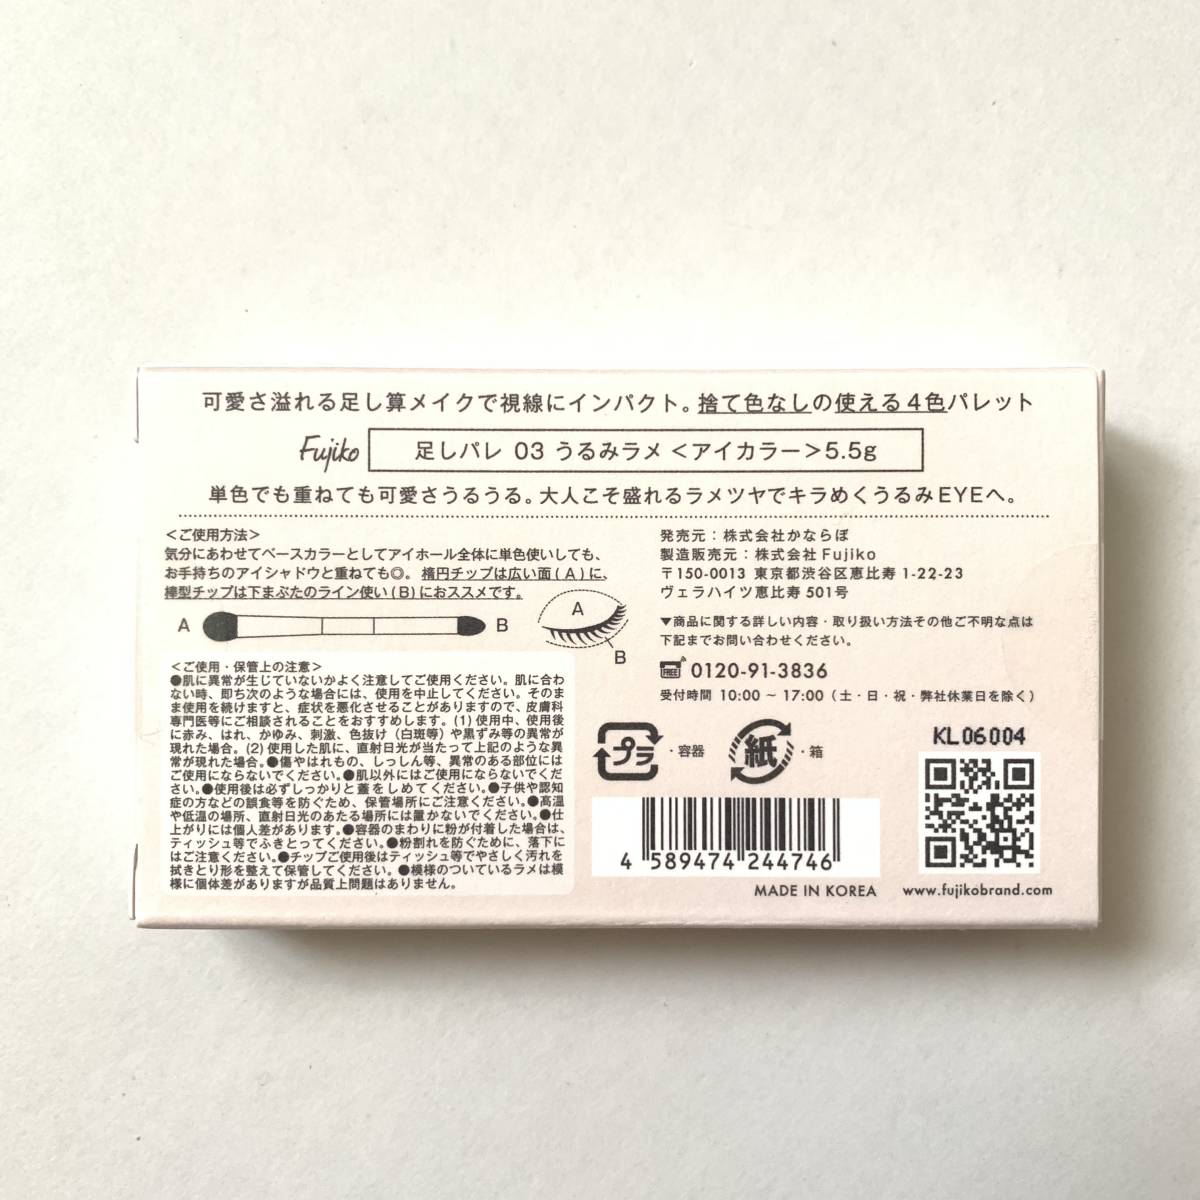 可愛さ溢れる足し算メイクで視線にインパクト。捨て色なしの使える4色パレット
Fujiko
足しパレ 03 うるみラメ <アイカラー>5.5g
単色でも重ねても可愛さうるうる。大人こそ盛れるラメツヤでキラめくうるみEYEへ。
<ご使用方法>
気分にあわせてベースカラーとしてアイホール全体に単色使いしても、
お手持ちのアイシャドウと重ねても◎。楕円チップは広い面(A)に、
棒型チップは下まぶたのライン使い(B)におススメです。
A
B
A
B
<ご使用・保管上の注意>
●肌に異常が生じていないかよく注意してご使用ください。肌に合わ
ない時、即ち次のような場合には、使用を中止してください。そのま
ま使用を続けますと、症状を悪化させることがありますので、皮膚科
専門医等にご相談されることをおすすめします。(1)使用中、使用後
に赤み、はれ、かゆみ、刺激、色抜け(白斑等)や黒ずみ等の異常が
現れた場合。(2)使用した肌に、直射日光が当たって上記のような異
常が現れた場合。●傷やはれもの、しっしん等、異常のある部位には
ご使用にならないでください。●肌以外にはご使用にならないでくだ
さい。●使用後は必ずしっかりと蓋をしめてください。●子供や認知
症の方などの誤食等を防ぐため、保管場所にご注意ください。●高温
や低温の場所、直射日光のあたる場所には置かないでください。●仕
上がりには個人差があります。●容器のまわりに粉が付着した場合は、
ティッシュ等でふきとってください。●粉割れを防ぐために、落下に
はご注意ください。●チップご使用後はティッシュ等でやさしく汚れを
拭きとり形を整えて保管してください。●模様のついているラメは模
様に個体差がありますが品質上問題はありません。
発売元:株式会社かならぼ
製造販売元:株式会社Fujiko
〒150-0013 東京都渋谷区恵比寿 1-22-23
ヴェラハイツ恵比寿 501号
▼商品に関する詳しい内容・取り扱い方法その他ご不明な点は
下記までお問い合わせください。
FREE 0120-91-3836
受付時間 10:00 ~ 17:00 (土・日・祝・弊社休業日を除く)
プラ ・容器 紙 ・箱
KL06004
4 589474 244746
MADE IN KOREA
www.fujikobrand.com